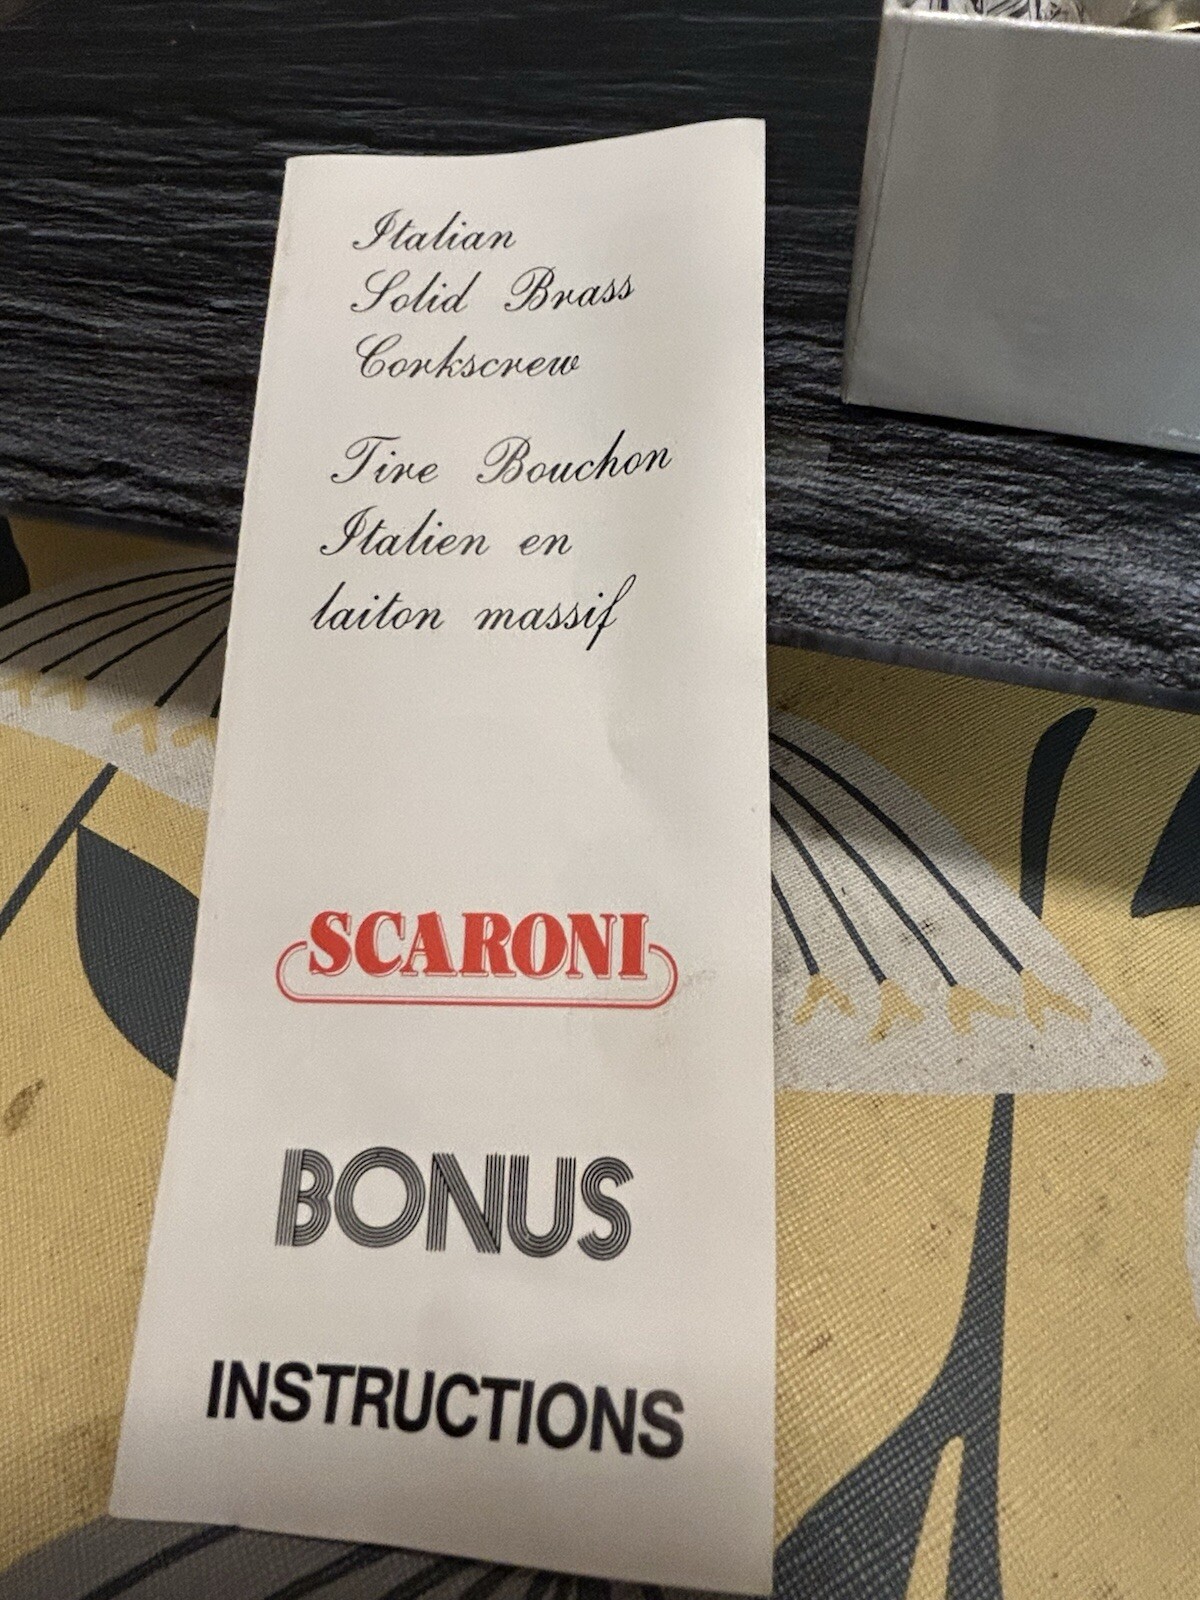 Italian
Solid Brass
Corkscrew
Tire Bouchon
Italien en
laiton massif
SCARONI
BONUS
INSTRUCTIONS